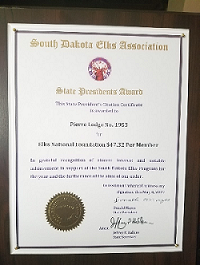 South Dakota Elks Association
State Presidents Award
This State President's Citation Certificate
is awarded to
Pierre Lodge No. 1953
for
Elks National Foundation $47.32 Per Member
In grateful recognition of sincere interest and notable
achievement in support of the South Dakota Elks program for
the year and the furtherance of the aims of our order.